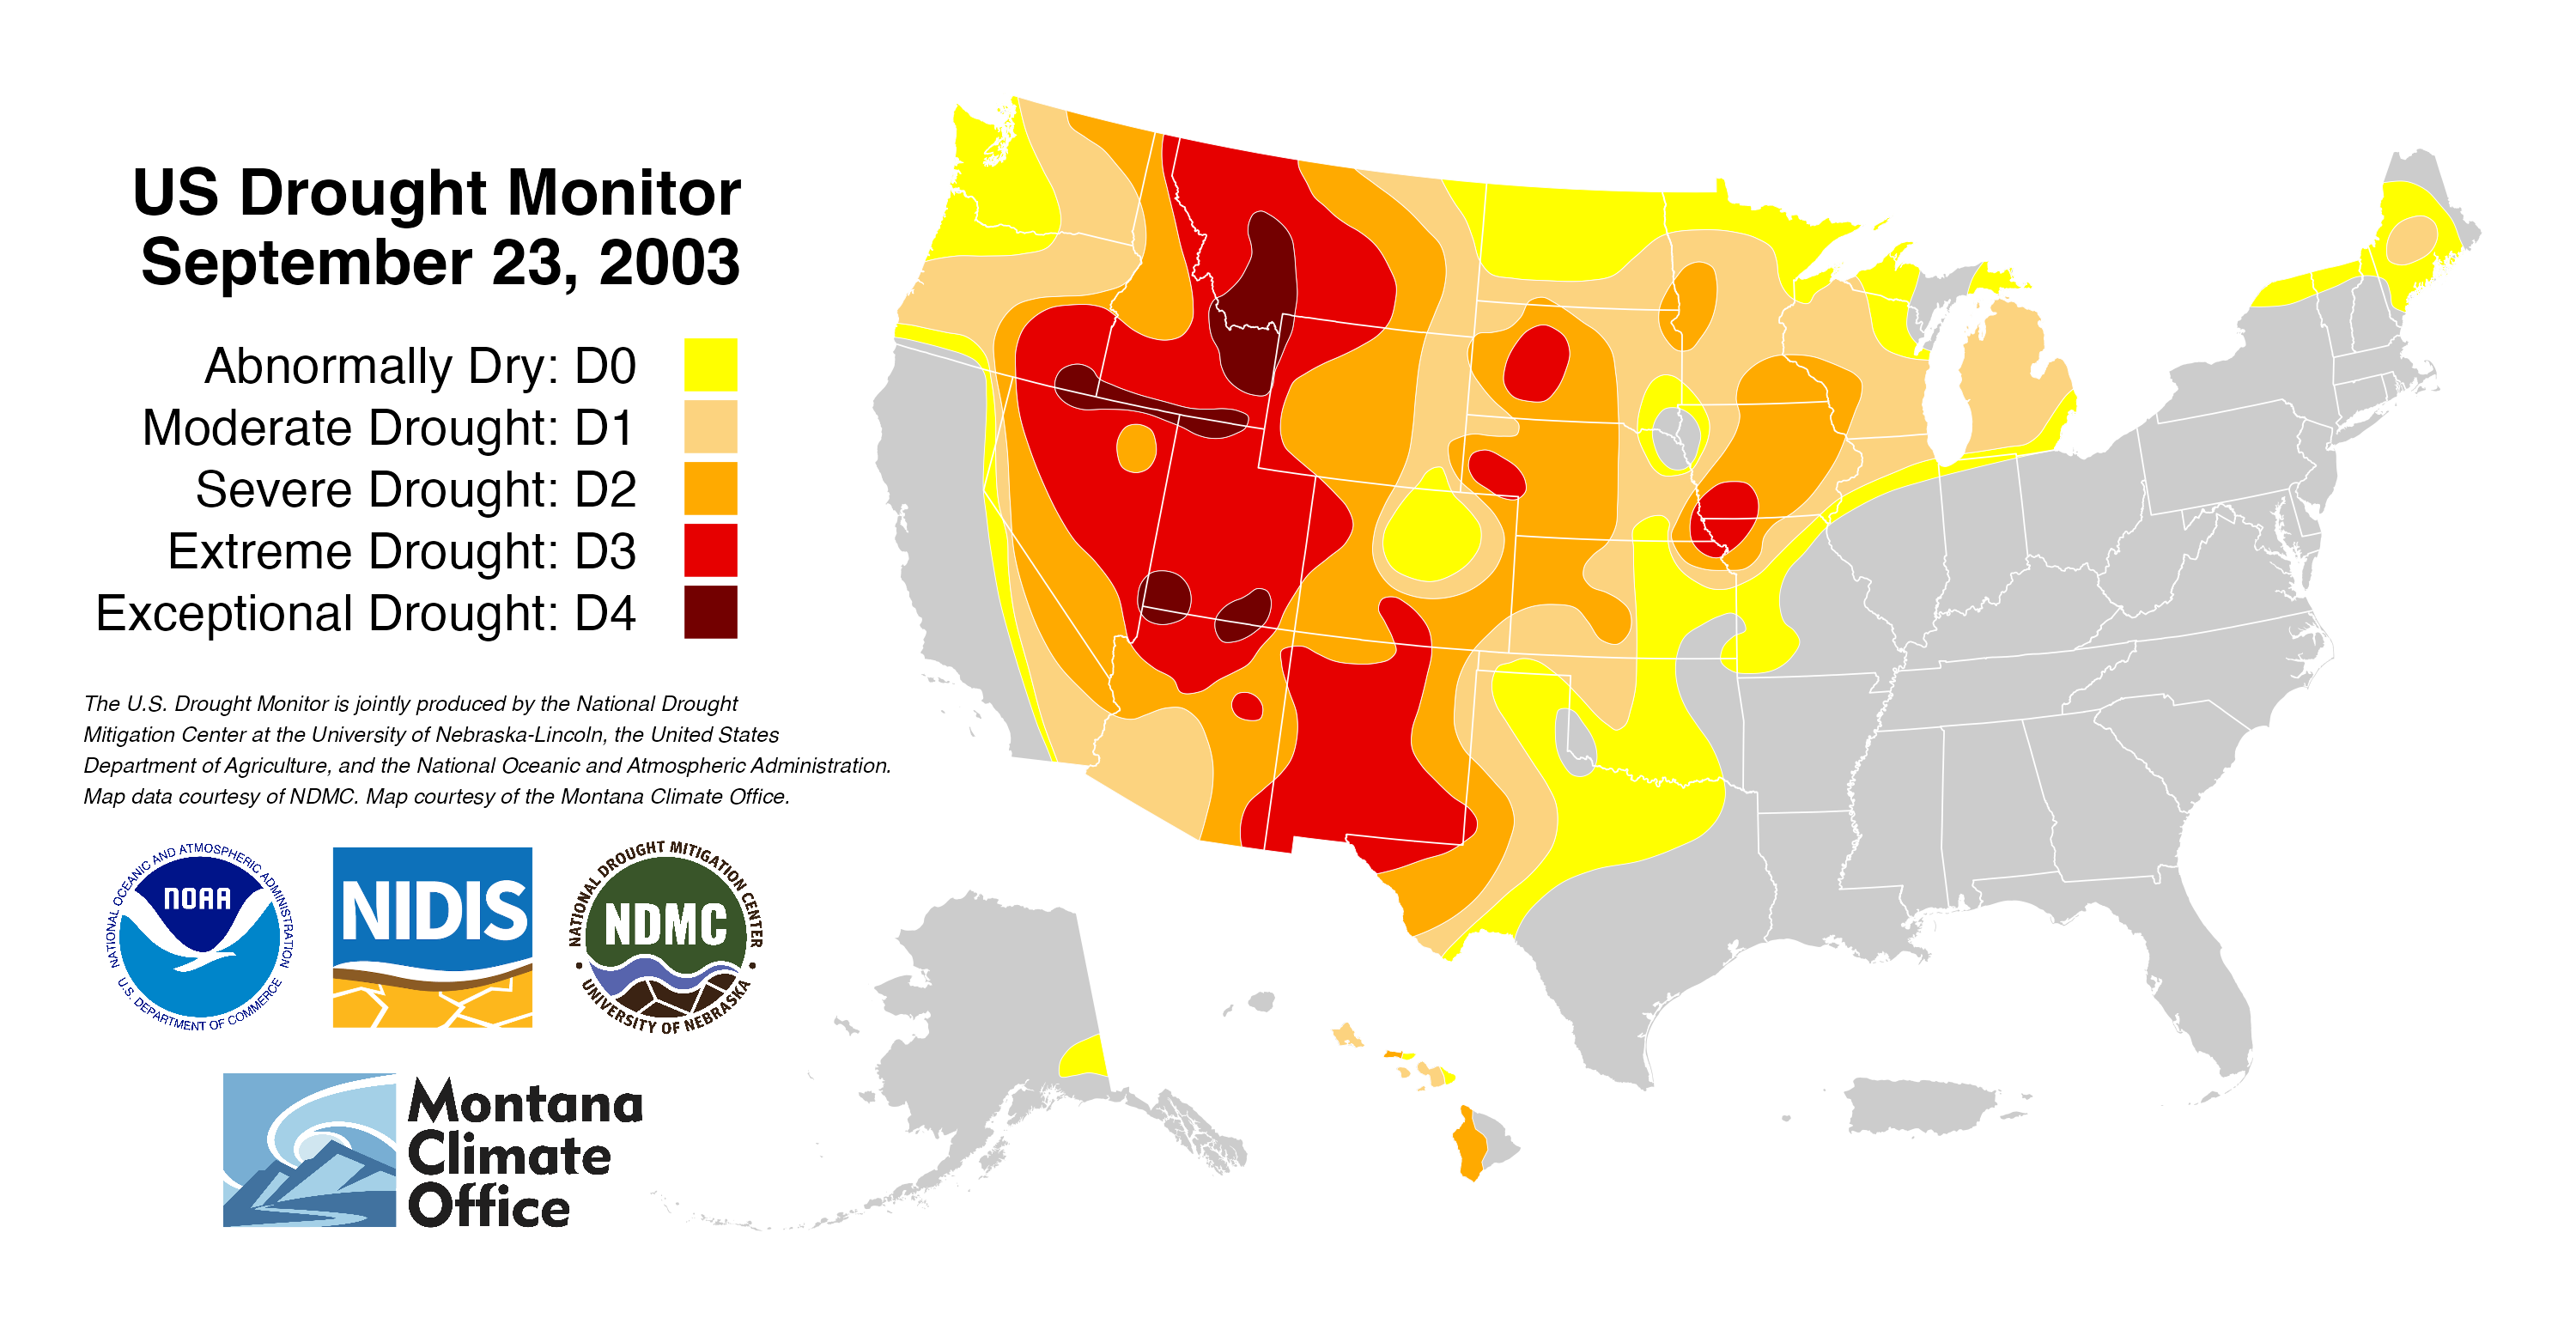 US Drought Monitor
September 23, 2003
Abnormally Dry: D0
Moderate Drought: D1
Severe Drought: D2
Extreme Drought: D3
Exceptional Drought: D4
The U.S. Drought Monitor is jointly produced by the National Drought
Mitigation Center at the University of Nebraska-Lincoln, the United States
Department of Agriculture, and the National Oceanic and Atmospheric Administration.
Map data courtesy of NDMC. Map courtesy of the Montana Climate Office.
NATIONAL OCEANIC AND ATMOSPHERIC ADMINISTRATION
NOAA
U.S. DEPARTMENT OF COMMERCE
NIDIS
NATIONAL DROUGHT MITIGATION CENTER
NDMC
UNIVERSITY OF NEBRASKA
Montana
Climate
Office